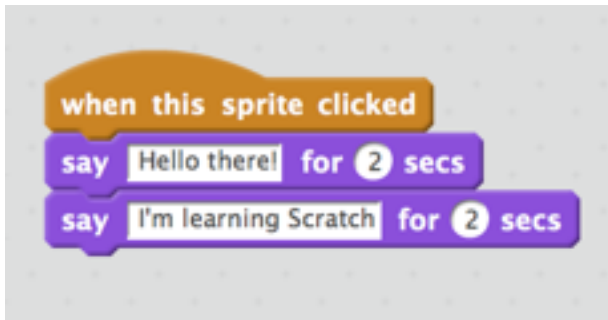 when this sprite clicked
say Hello there! for 2 secs
say I'm learning Scratch for 2 secs